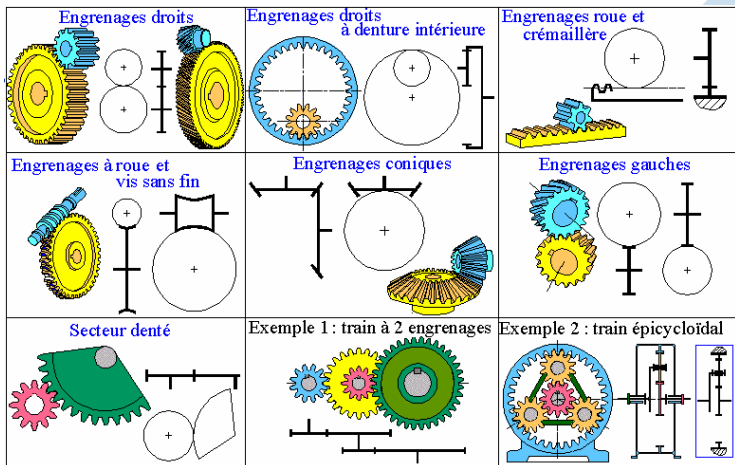 Engrenages droits
Engrenages droits
à denture intérieure
Engrenages roue et
crémaillère
Engrenages à roue et
vis sans fin
Engrenages coniques
Engrenages gauches
Secteur denté
Exemple 1 : train à 2 engrenages
Exemple 2 : train épicycloïdal